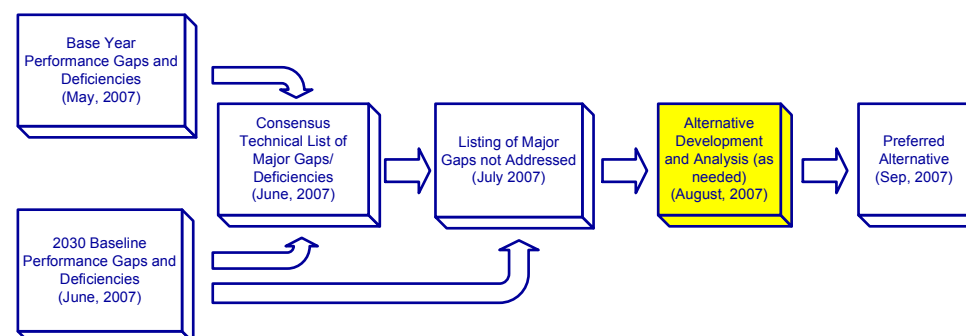 Base Year
Performance Gaps and
Deficiencies
(May, 2007)
2030 Baseline
Performance Gaps and
Deficiencies
(June, 2007)
Consensus
Technical List of
Major Gaps/
Deficiencies
(June, 2007)
Listing of Major
Gaps not Addressed
(July 2007)
Alternative
Development
and Analysis (as
needed)
(August, 2007)
Preferred
Alternative
(Sep, 2007)